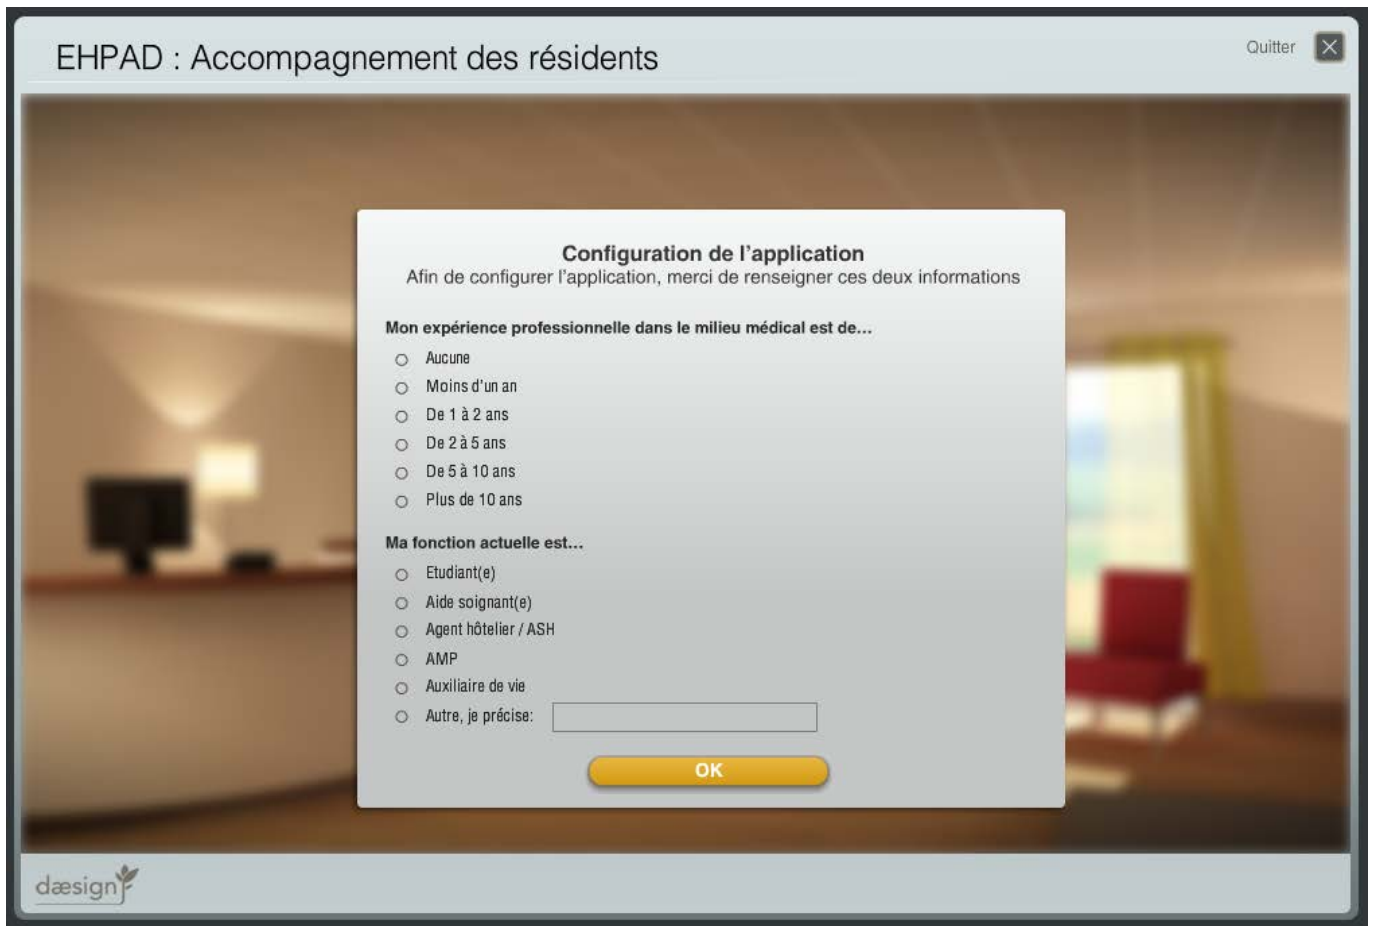 EHPAD : Accompagnement des résidents
Quitter
Configuration de l'application
Afin de configurer l'application, merci de renseigner ces deux informations
Mon expérience professionnelle dans le milieu médical est de...
Aucune
Moins d'un an
De 1 à 2 ans
De 2 à 5 ans
De 5 à 10 ans
Plus de 10 ans
Ma fonction actuelle est...
Etudiant(e)
Aide soignant(e)
Agent hôtelier / ASH
AMP
Auxiliaire de vie
Autre, je précise:
OK
dæsign